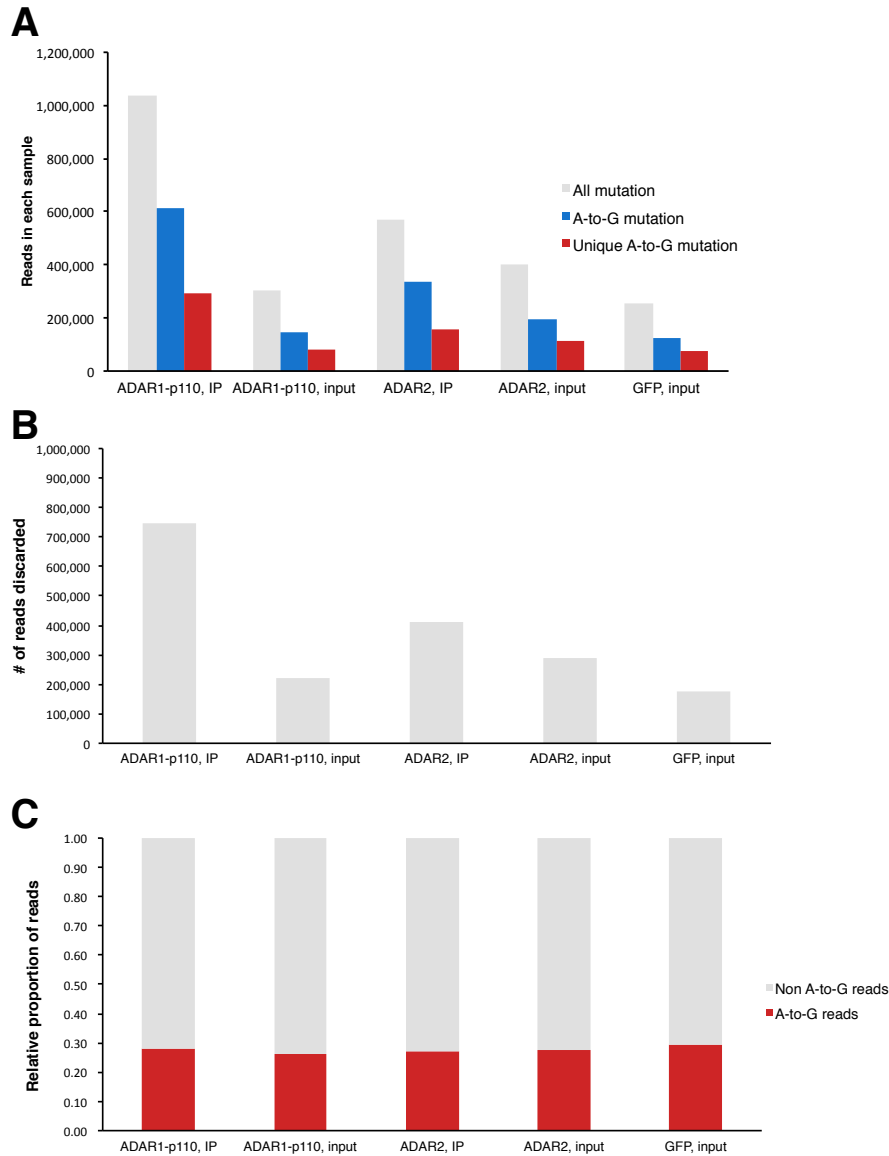 A
Reads in each sample
1,200,000
1,000,000
800,000
600,000
400,000
200,000
0
All mutation
A-to-G mutation
Unique A-to-G mutation
ADAR1-p110, IP
ADAR1-p110, input
ADAR2, IP
ADAR2, input
GFP, input
B
# of reads discarded
1,000,000
900,000
800,000
700,000
600,000
500,000
400,000
300,000
200,000
100,000
0
ADAR1-p110, IP
ADAR1-p110, input
ADAR2, IP
ADAR2, input
GFP, input
C
Relative proportion of reads
1.00
0.90
0.80
0.70
0.60
0.50
0.40
0.30
0.20
0.10
0.00
Non A-to-G reads
A-to-G reads
ADAR1-p110, IP
ADAR1-p110, input
ADAR2, IP
ADAR2, input
GFP, input